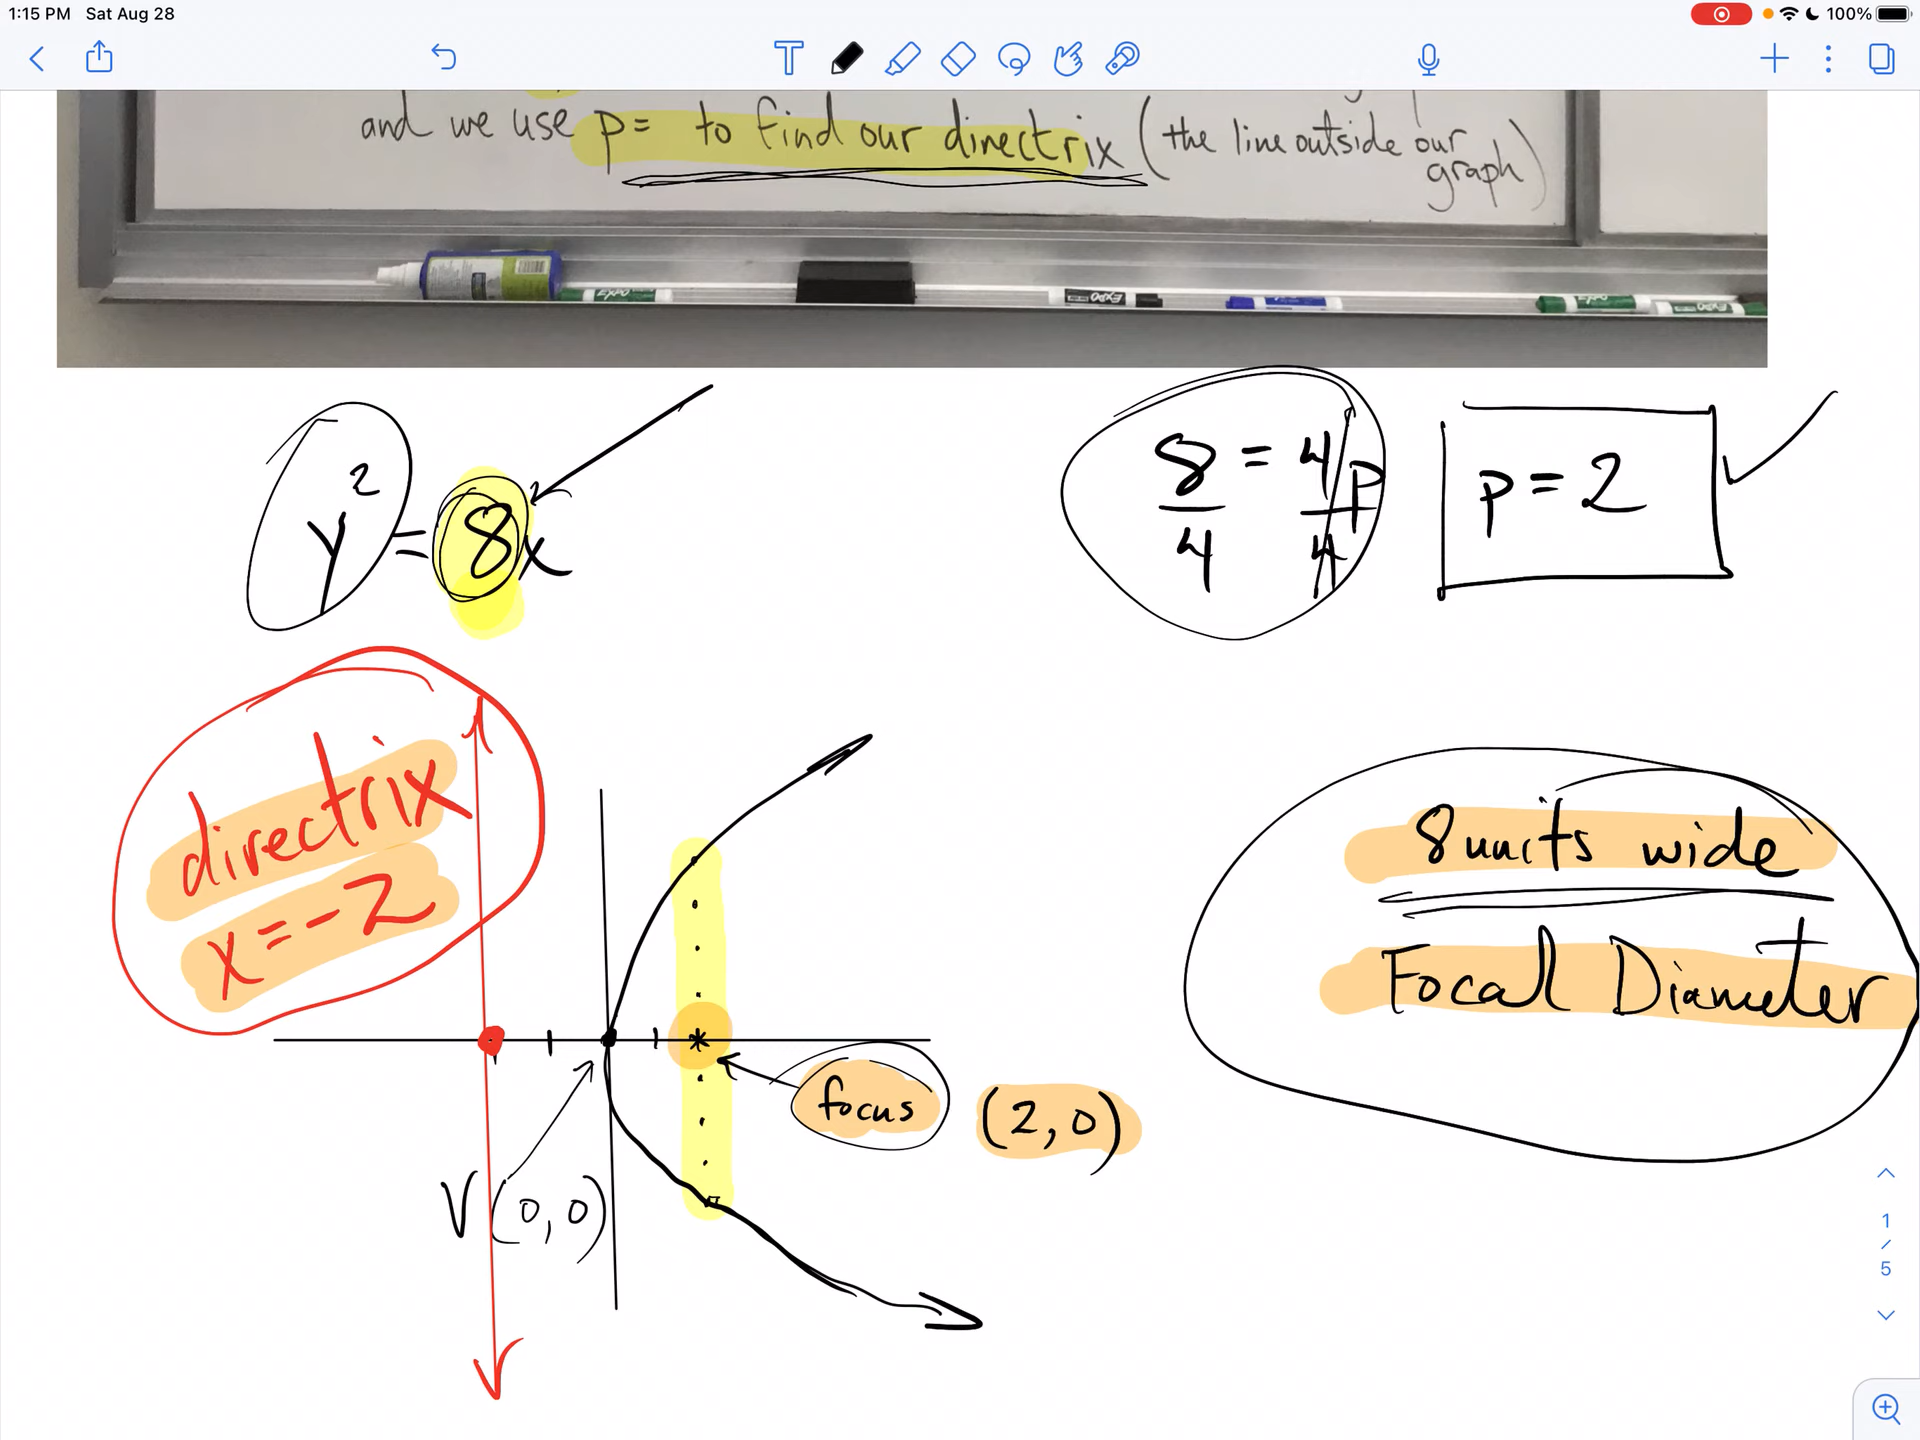 1:15 PM Sat Aug 28
100%
and we use p= to find our directrix (the line outside our graph)
EXPO
EXPO
EXPO
y² = 8x
8 = 4p
4 4
p = 2
directrix
x = -2
8 units wide
Focal Diameter
focus (2,0)
V (0,0)
1
/
5